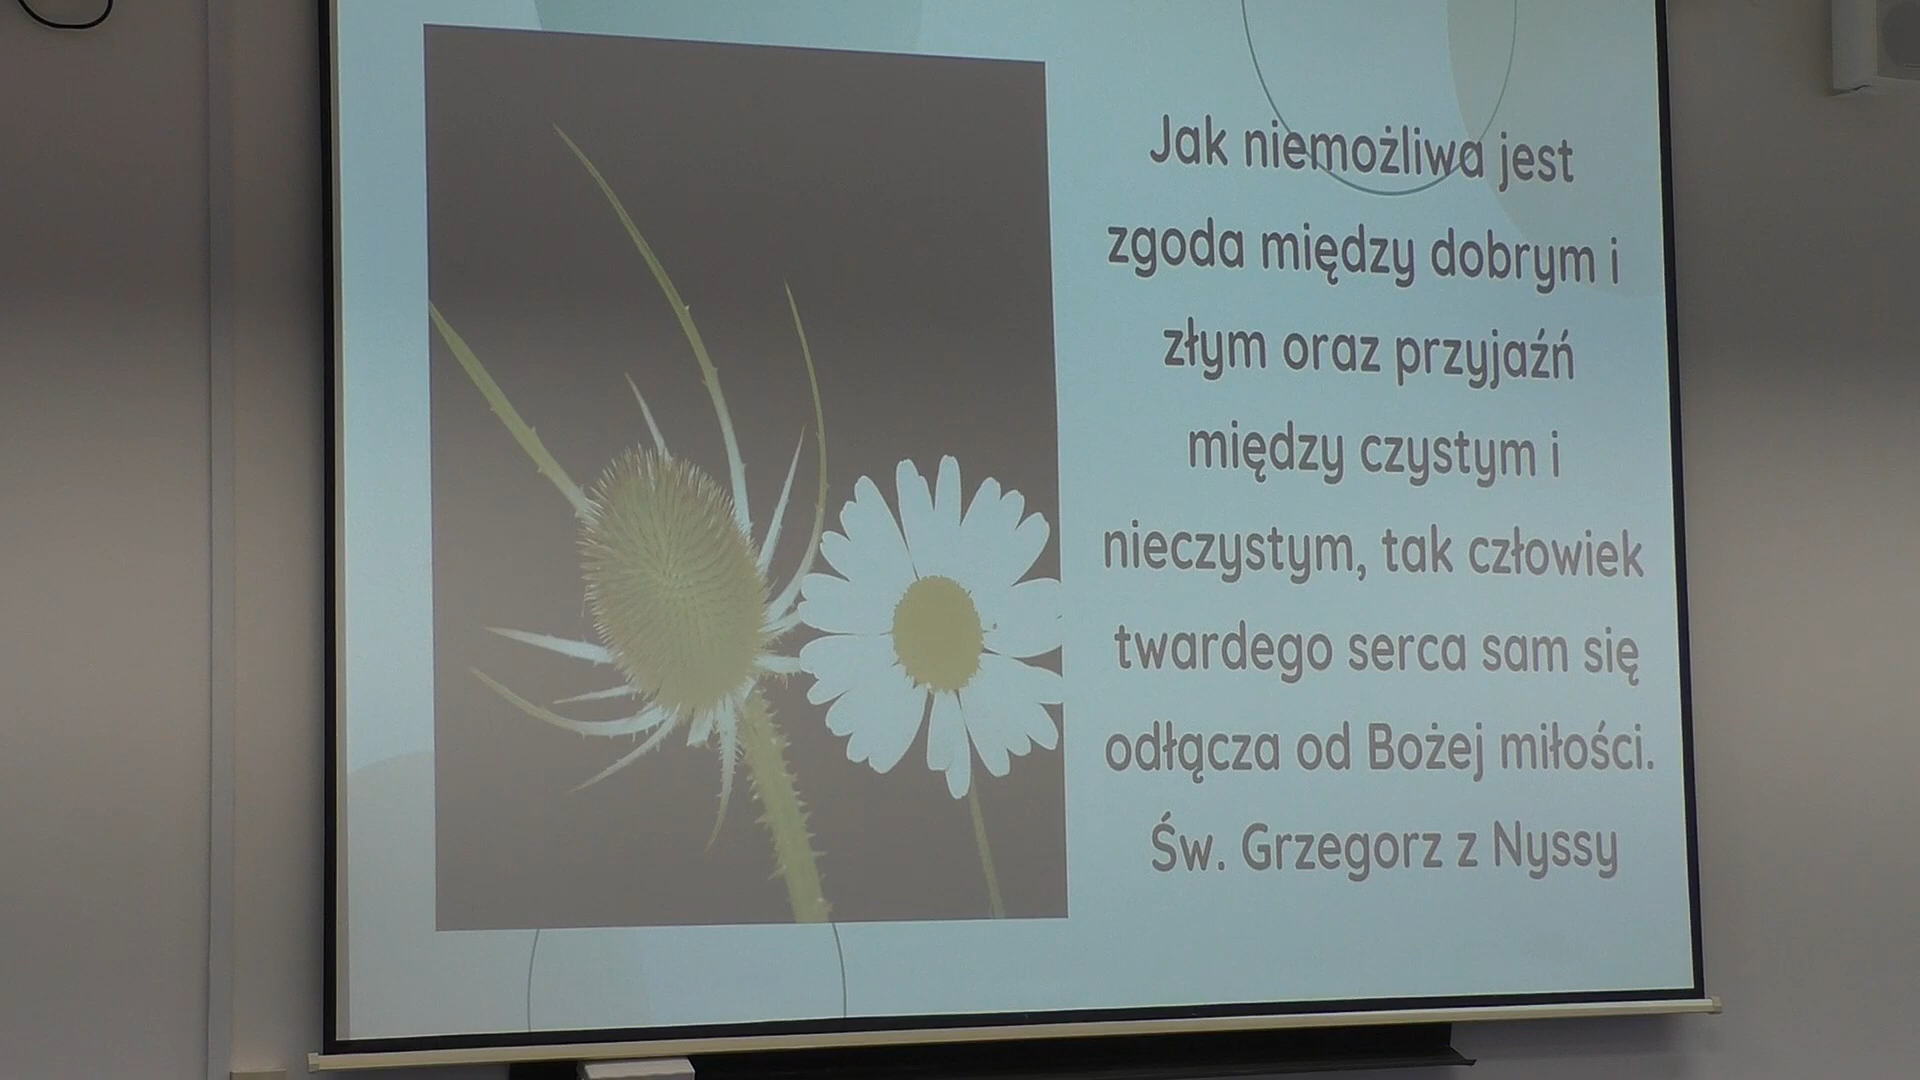 Jak niemożliwa jest
zgoda między dobrym i
złym oraz przyjaźń
między czystym i
nieczystym, tak człowiek
twardego serca sam się
odłącza od Bożej miłości.
Św. Grzegorz z Nyssy